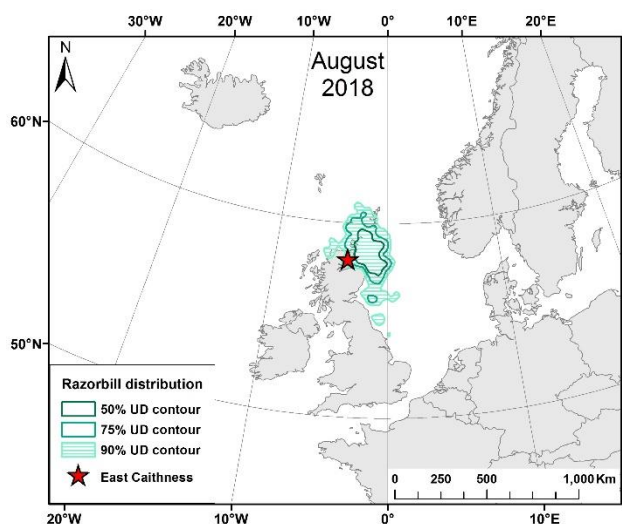 30°W 20°W 10°W 0° 10°E 20°E
N
August
2018
60°N
50°N
Razorbill distribution
50% UD contour
75% UD contour
90% UD contour
East Caithness
0 250 500 1,000 Km
20°W 10°W 0° 10°E